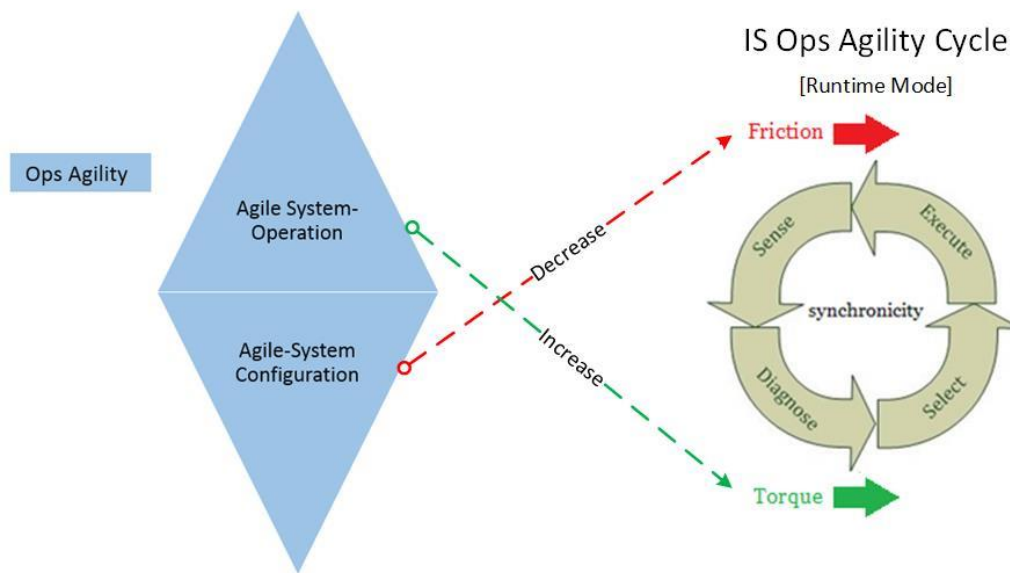 IS Ops Agility Cycle
[Runtime Mode]
Friction
Ops Agility
Agile System-
Operation
Decrease
Sense
Execute
synchronicity
Agile-System
Configuration
Increase
Diagnose
Select
Torque